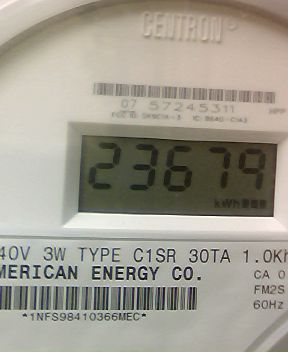 CENTRON®
07 57245311
23679
kWh
40V 3W TYPE C1SR 30TA 1.0Kh
MERICAN ENERGY CO.
CA 0
FM2S
60Hz
*1NFS98410366MEC*